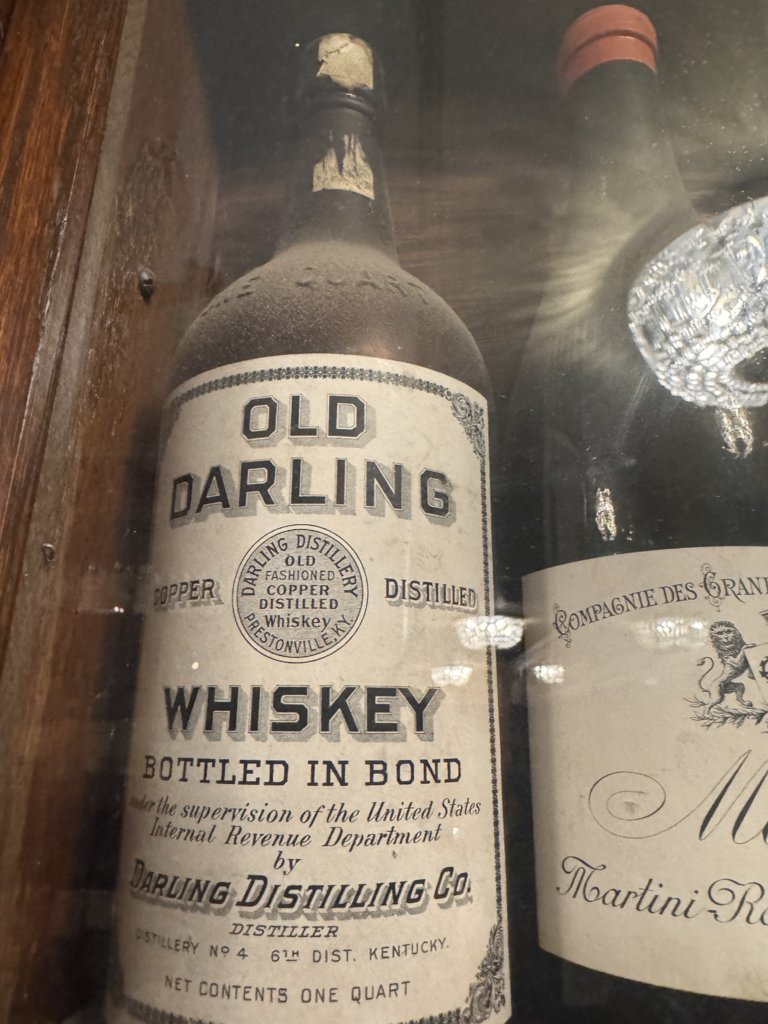 ONE QUART
OLD
DARLING
DARLING DISTILLERY
OLD
FASHIONED
COPPER
DISTILLED
Whiskey
PRESTONVILLE, KY.
COPPER
DISTILLED
WHISKEY
BOTTLED IN BOND
under the supervision of the United States
Internal Revenue Department
by
DARLING DISTILLING CO.
DISTILLER
DISTILLERY Nº 4 6TH DIST. KENTUCKY.
NET CONTENTS ONE QUART
COMPAGNIE DES GRAN
M
Martini-R